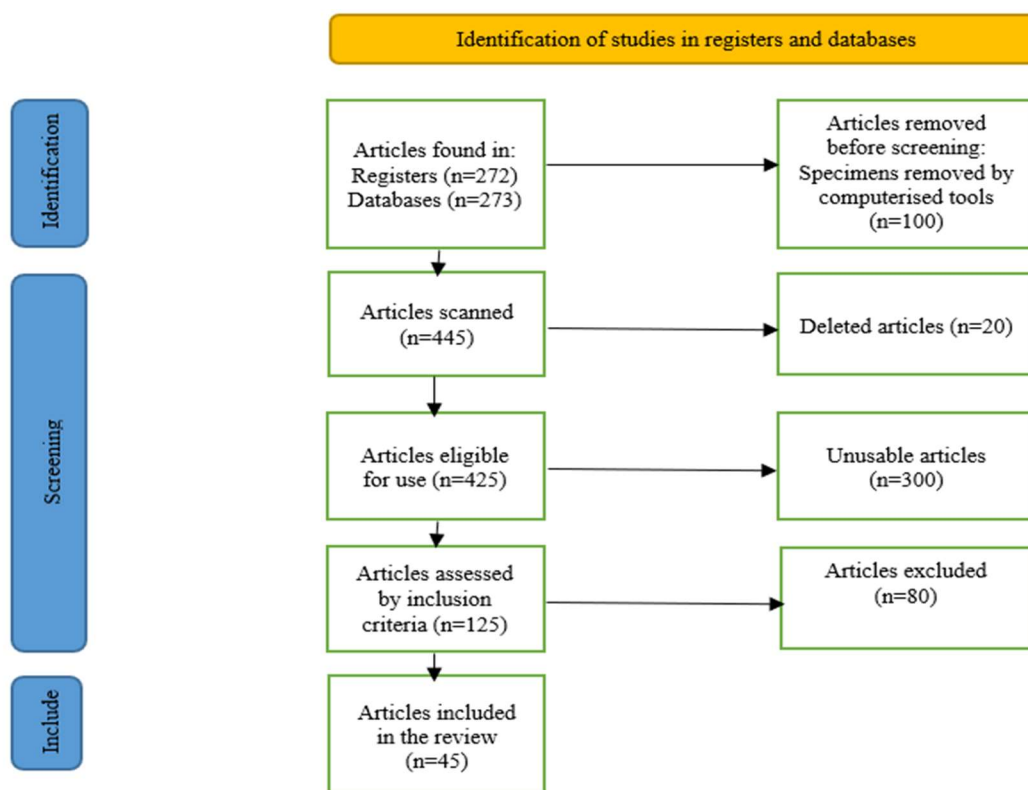 Identification of studies in registers and databases
Identification
Articles found in:
Registers (n=272)
Databases (n=273)
Articles removed
before screening:
Specimens removed by
computerised tools
(n=100)
Screening
Articles scanned
(n=445)
Deleted articles (n=20)
Articles eligible
for use (n=425)
Unusable articles
(n=300)
Articles assessed
by inclusion
criteria (n=125)
Articles excluded
(n=80)
Include
Articles included
in the review
(n=45)